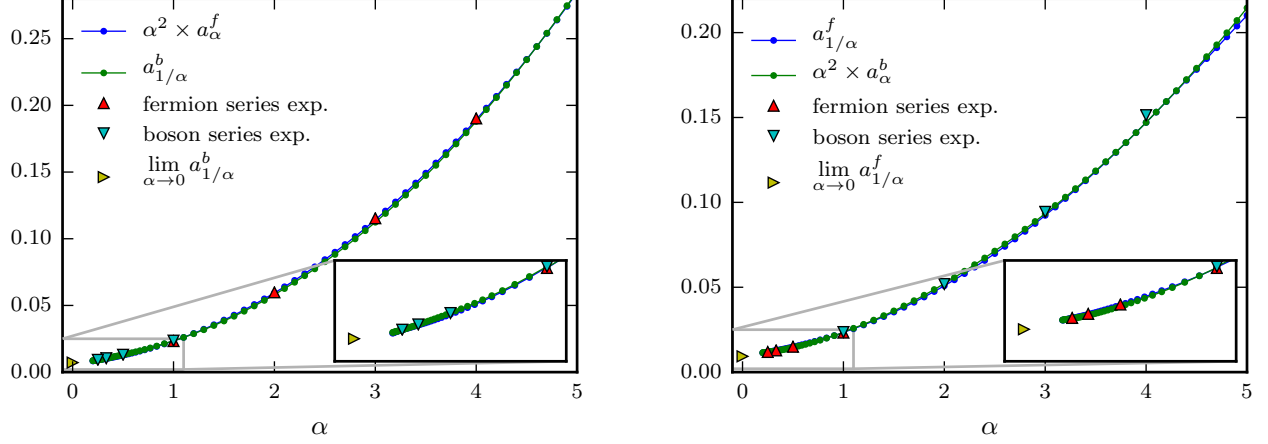 0.25
0.20
0.15
0.10
0.05
0.00
α² × a^f_α
a^b_{1/α}
fermion series exp.
boson series exp.
lim_{α→0} a^b_{1/α}
0 1 2 3 4 5
α
0.20
0.15
0.10
0.05
0.00
a^f_{1/α}
α² × a^b_α
fermion series exp.
boson series exp.
lim_{α→0} a^f_{1/α}
0 1 2 3 4 5
α